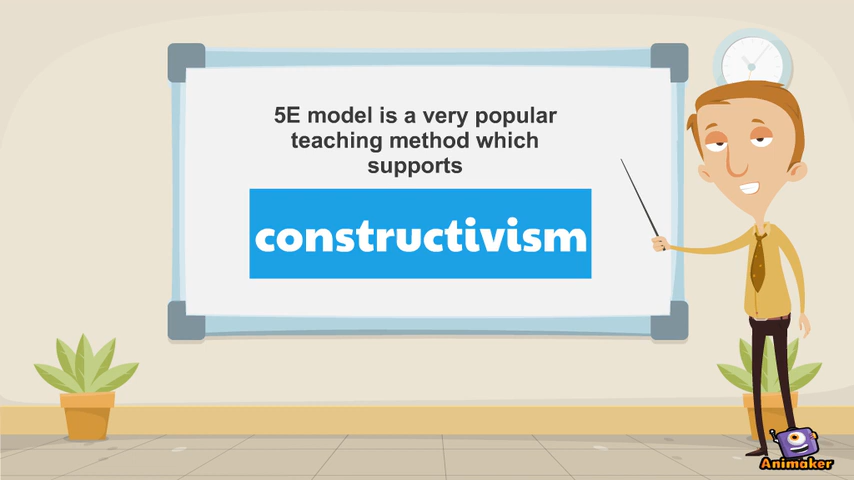 5E model is a very popular
teaching method which
supports
constructivism
Animaker